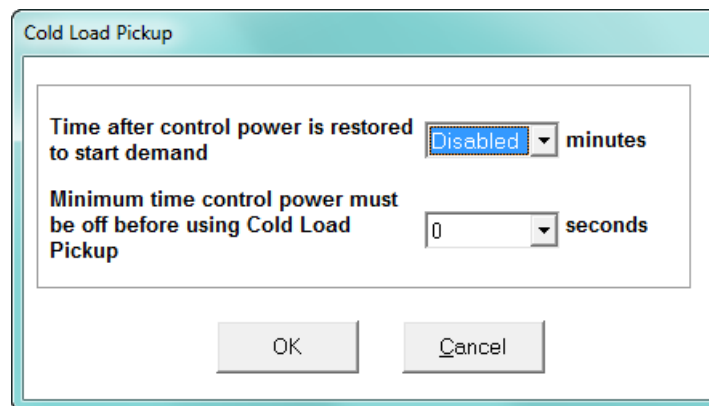 Cold Load Pickup
Time after control power is restored
to start demand
Disabled
minutes
Minimum time control power must
be off before using Cold Load
Pickup
0
seconds
OK
Cancel